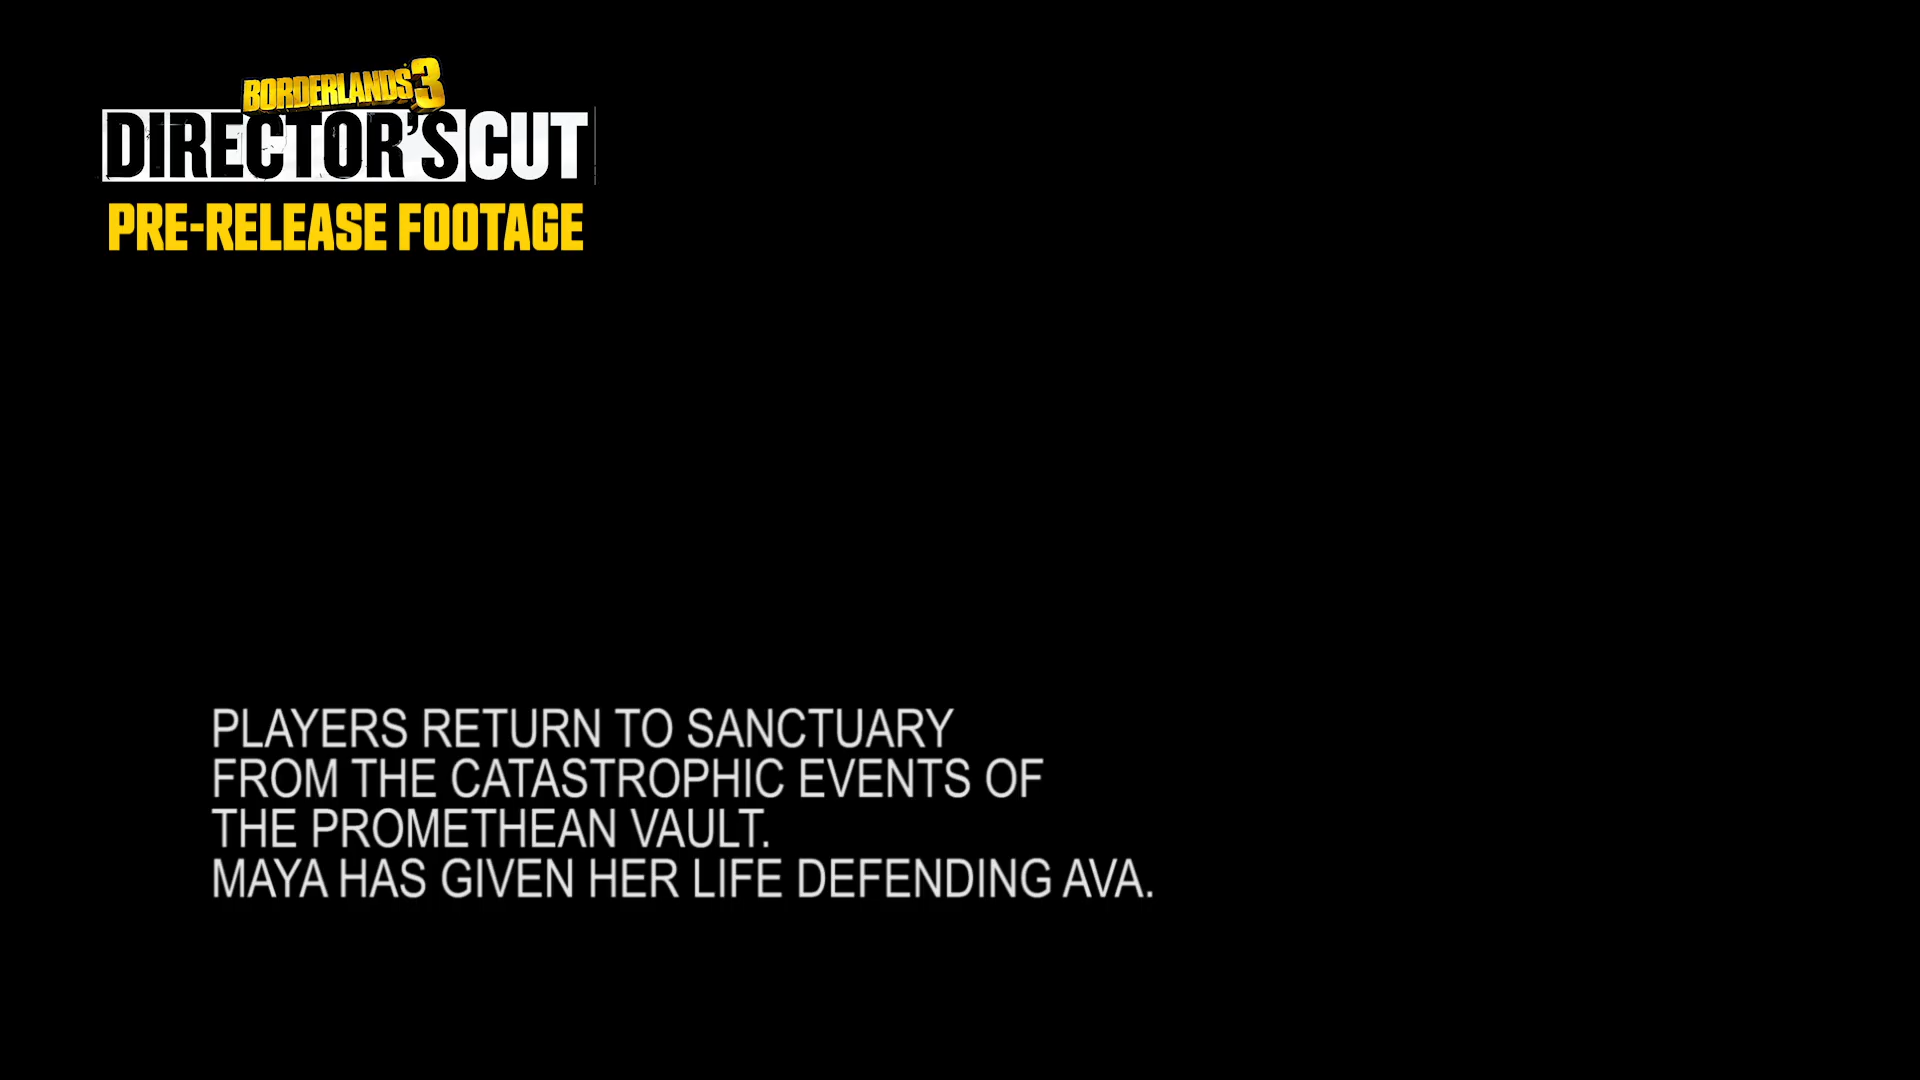 BORDERLANDS 3
DIRECTOR'S CUT
PRE-RELEASE FOOTAGE
PLAYERS RETURN TO SANCTUARY
FROM THE CATASTROPHIC EVENTS OF
THE PROMETHEAN VAULT.
MAYA HAS GIVEN HER LIFE DEFENDING AVA.